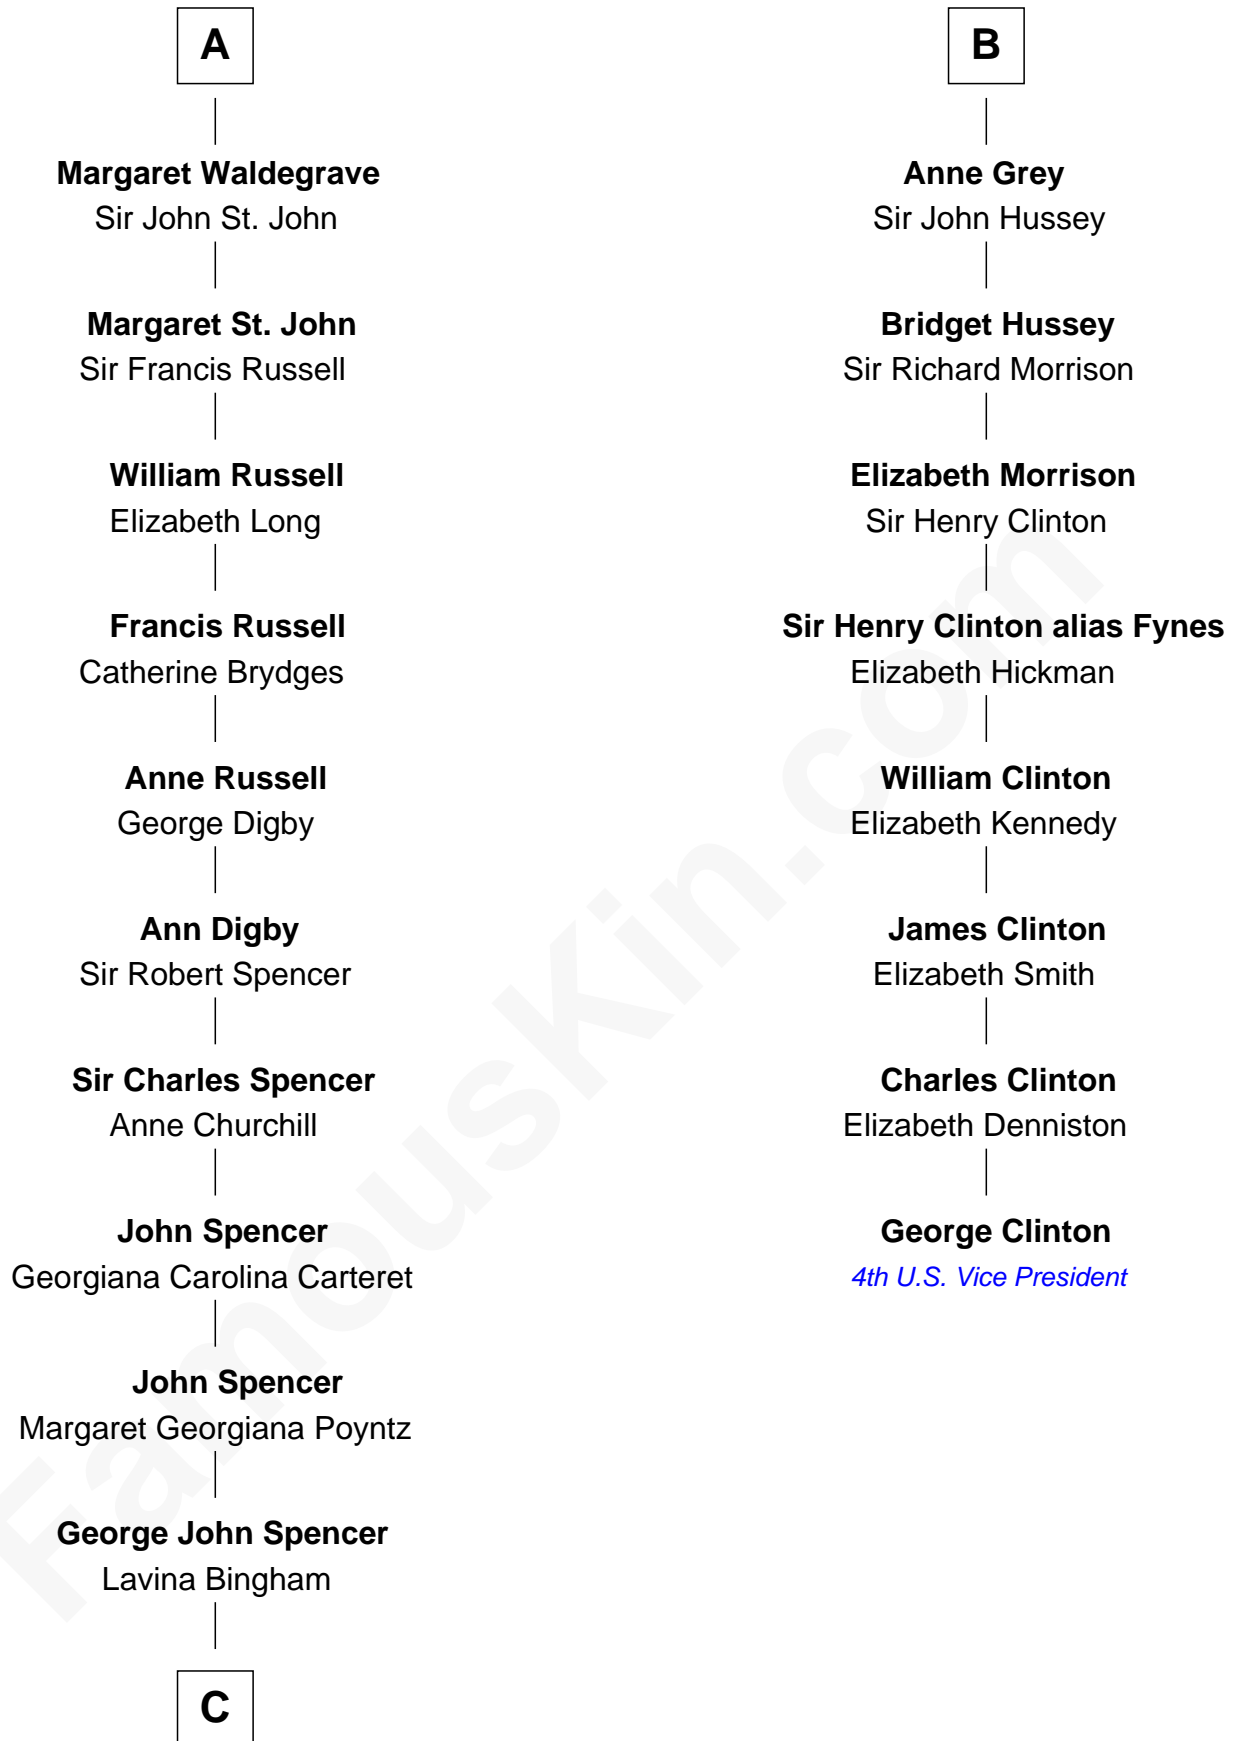 A
Margaret Waldegrave
Sir John St. John
Margaret St. John
Sir Francis Russell
William Russell
Elizabeth Long
Francis Russell
Catherine Brydges
Anne Russell
George Digby
Ann Digby
Sir Robert Spencer
Sir Charles Spencer
Anne Churchill
John Spencer
Georgiana Carolina Carteret
John Spencer
Margaret Georgiana Poyntz
George John Spencer
Lavina Bingham
C
B
Anne Grey
Sir John Hussey
Bridget Hussey
Sir Richard Morrison
Elizabeth Morrison
Sir Henry Clinton
Sir Henry Clinton alias Fynes
Elizabeth Hickman
William Clinton
Elizabeth Kennedy
James Clinton
Elizabeth Smith
Charles Clinton
Elizabeth Denniston
George Clinton
4th U.S. Vice President
FamousKin.com